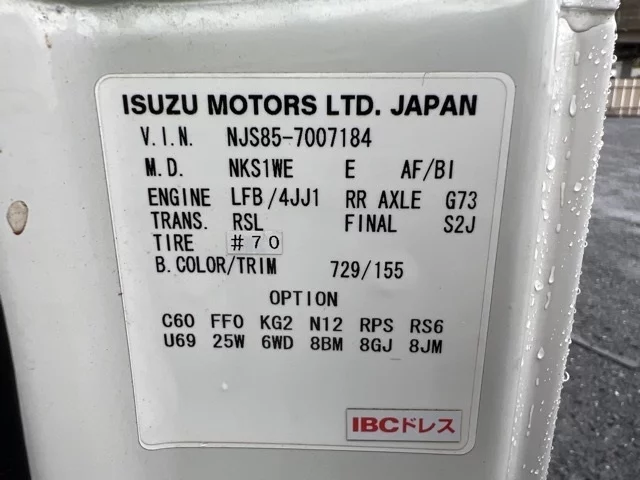 ISUZU MOTORS LTD. JAPAN
V.I.N. NJS85-7007184
M.D. NKS1WE E AF/BI
ENGINE LFB/4JJ1 RR AXLE G73
TRANS. RSL FINAL S2J
TIRE #70
B.COLOR/TRIM 729/155
OPTION
C60 FF0 KG2 N12 RPS RS6
U69 25W 6WD 8BM 8GJ 8JM
IBCドレス